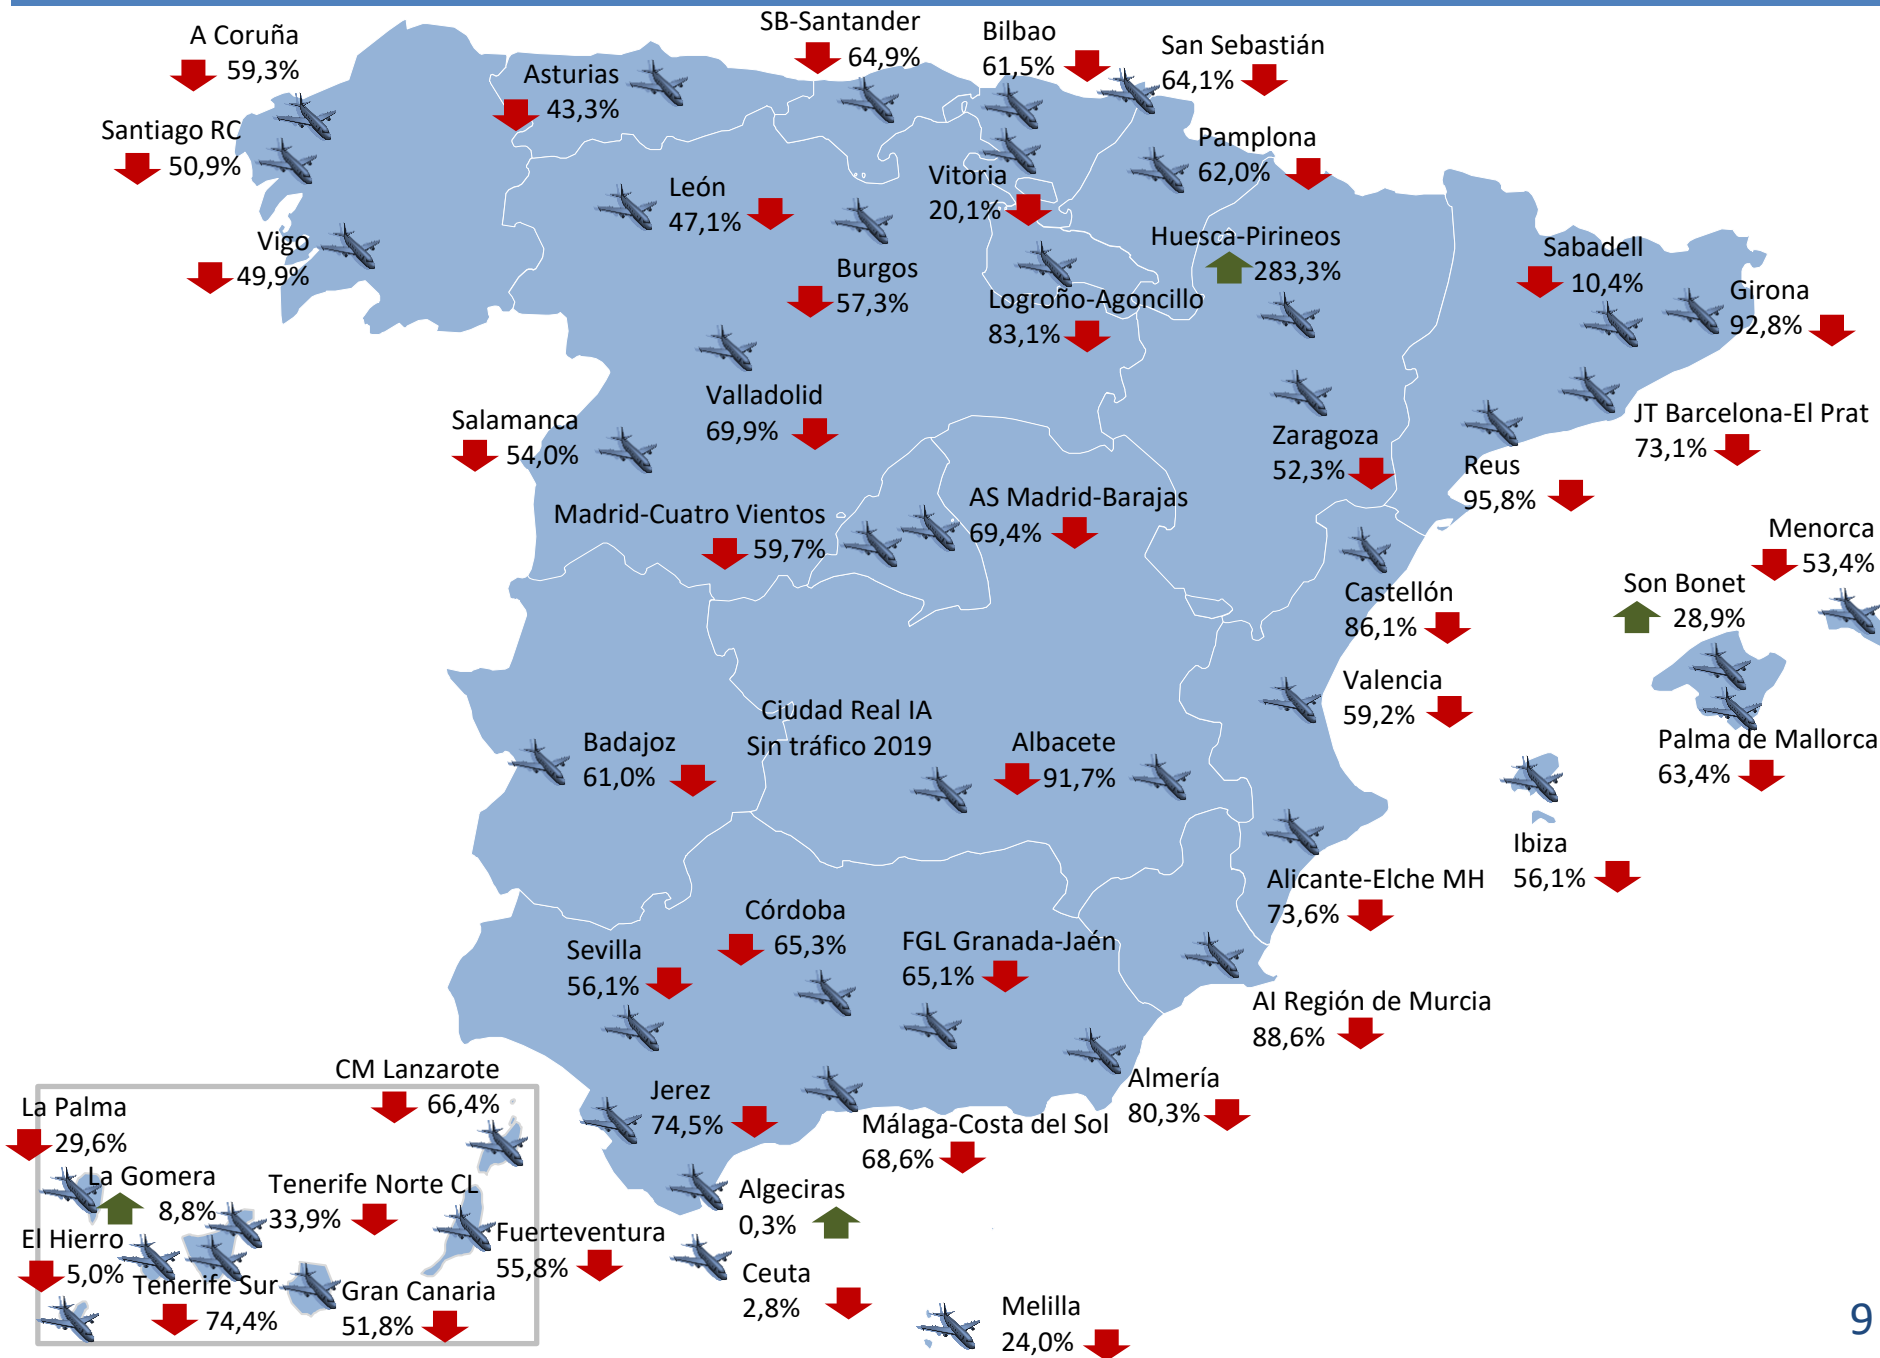 A Coruña
59,3%
SB-Santander
64,9%
Bilbao
61,5%
San Sebastián
64,1%
Asturias
43,3%
Santiago RC
50,9%
Pamplona
62,0%
León
47,1%
Vitoria
20,1%
Vigo
49,9%
Huesca-Pirineos
283,3%
Sabadell
10,4%
Burgos
57,3%
Girona
92,8%
Logroño-Agoncillo
83,1%
Valladolid
69,9%
Salamanca
54,0%
JT Barcelona-El Prat
73,1%
Zaragoza
52,3%
Reus
95,8%
AS Madrid-Barajas
69,4%
Madrid-Cuatro Vientos
59,7%
Menorca
53,4%
Son Bonet
28,9%
Castellón
86,1%
Valencia
59,2%
Ciudad Real IA
Sin tráfico 2019
Badajoz
61,0%
Albacete
91,7%
Palma de Mallorca
63,4%
Ibiza
56,1%
Alicante-Elche MH
73,6%
Córdoba
65,3%
Sevilla
56,1%
FGL Granada-Jaén
65,1%
AI Región de Murcia
88,6%
CM Lanzarote
66,4%
Almería
80,3%
Jerez
74,5%
La Palma
29,6%
Málaga-Costa del Sol
68,6%
La Gomera
8,8%
Tenerife Norte CL
33,9%
Algeciras
0,3%
El Hierro
5,0%
Fuerteventura
55,8%
Tenerife Sur
74,4%
Gran Canaria
51,8%
Ceuta
2,8%
Melilla
24,0%
9